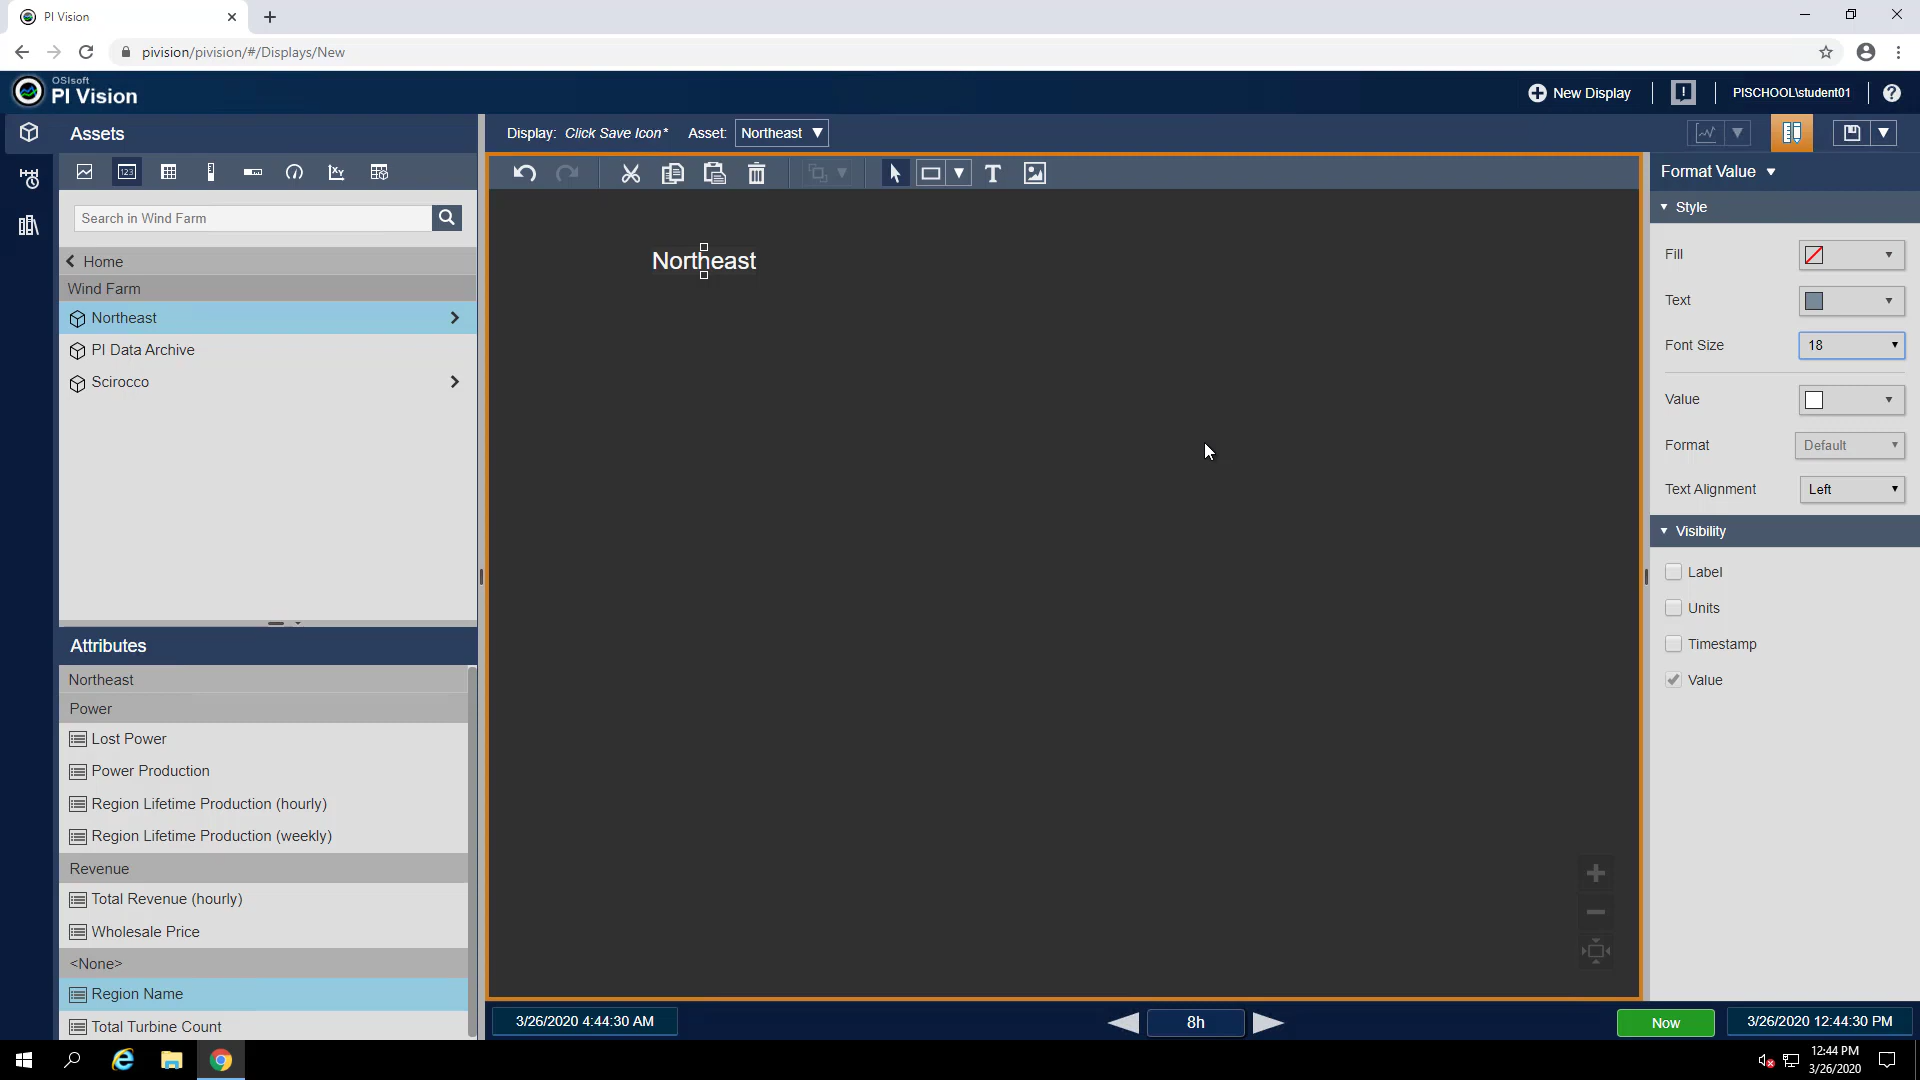 PI Vision
pivision/pivision/#/Displays/New
OSIsoft
PI Vision
New Display
PISCHOOL\student01
Assets
Display: Click Save Icon* Asset: Northeast
Format Value
Style
Search in Wind Farm
Home
Wind Farm
Northeast
PI Data Archive
Scirocco
Northeast
Fill
Text
Font Size 18
Value
Format Default
Text Alignment Left
Visibility
Label
Units
Timestamp
Value
Attributes
Northeast
Power
Lost Power
Power Production
Region Lifetime Production (hourly)
Region Lifetime Production (weekly)
Revenue
Total Revenue (hourly)
Wholesale Price
<None>
Region Name
Total Turbine Count
3/26/2020 4:44:30 AM
8h
Now
3/26/2020 12:44:30 PM
12:44 PM
3/26/2020